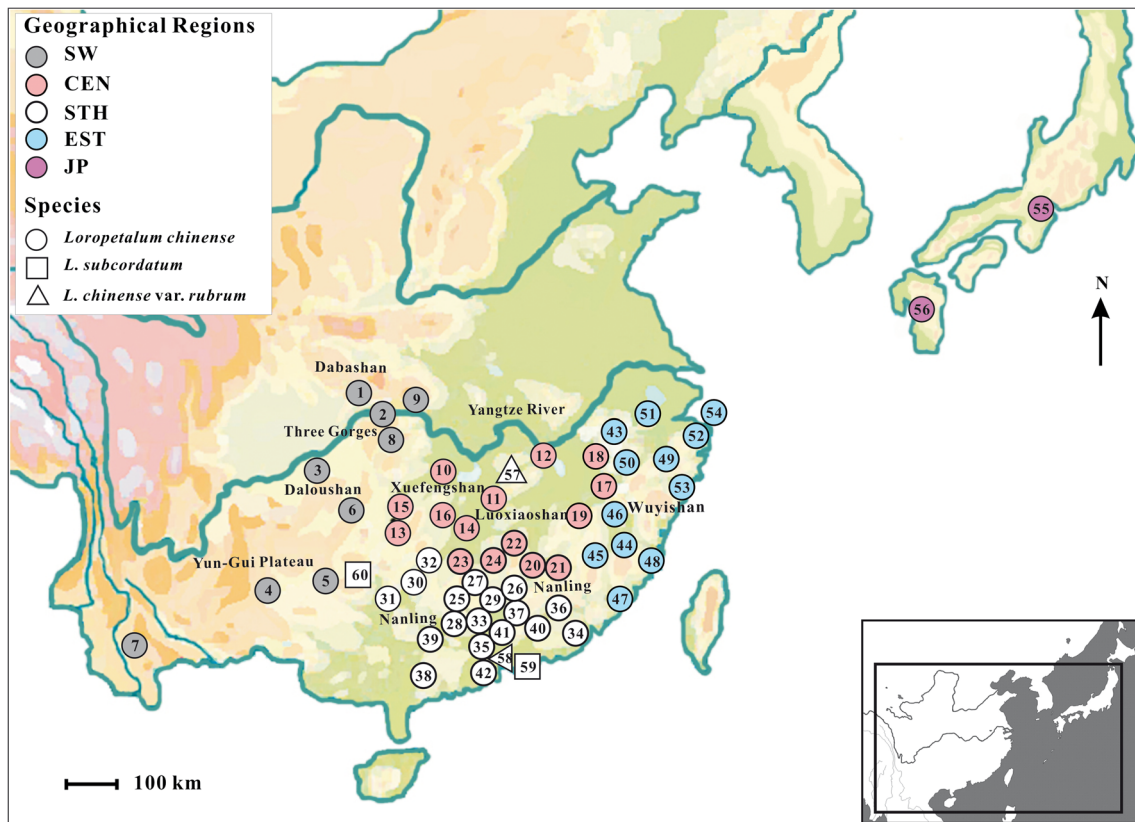 Geographical Regions
SW
CEN
STH
EST
JP
Species
Loropetalum chinense
L. subcordatum
L. chinense var. rubrum
N
55
56
Dabashan
1
9
2
Yangtze River
51
54
Three Gorges
8
43
52
12
18
50
49
3
10
57
Daloushan
Xuefengshan
17
53
6
15
16
11
Luoxiaoshan
19
46
Wuyishan
13
14
22
45
44
48
Yun-Gui Plateau
32
23
24
20
21
4
5
60
30
27
26
Nanling
47
31
25
29
37
36
Nanling
28
33
41
40
34
7
39
35
58
59
38
42
100 km